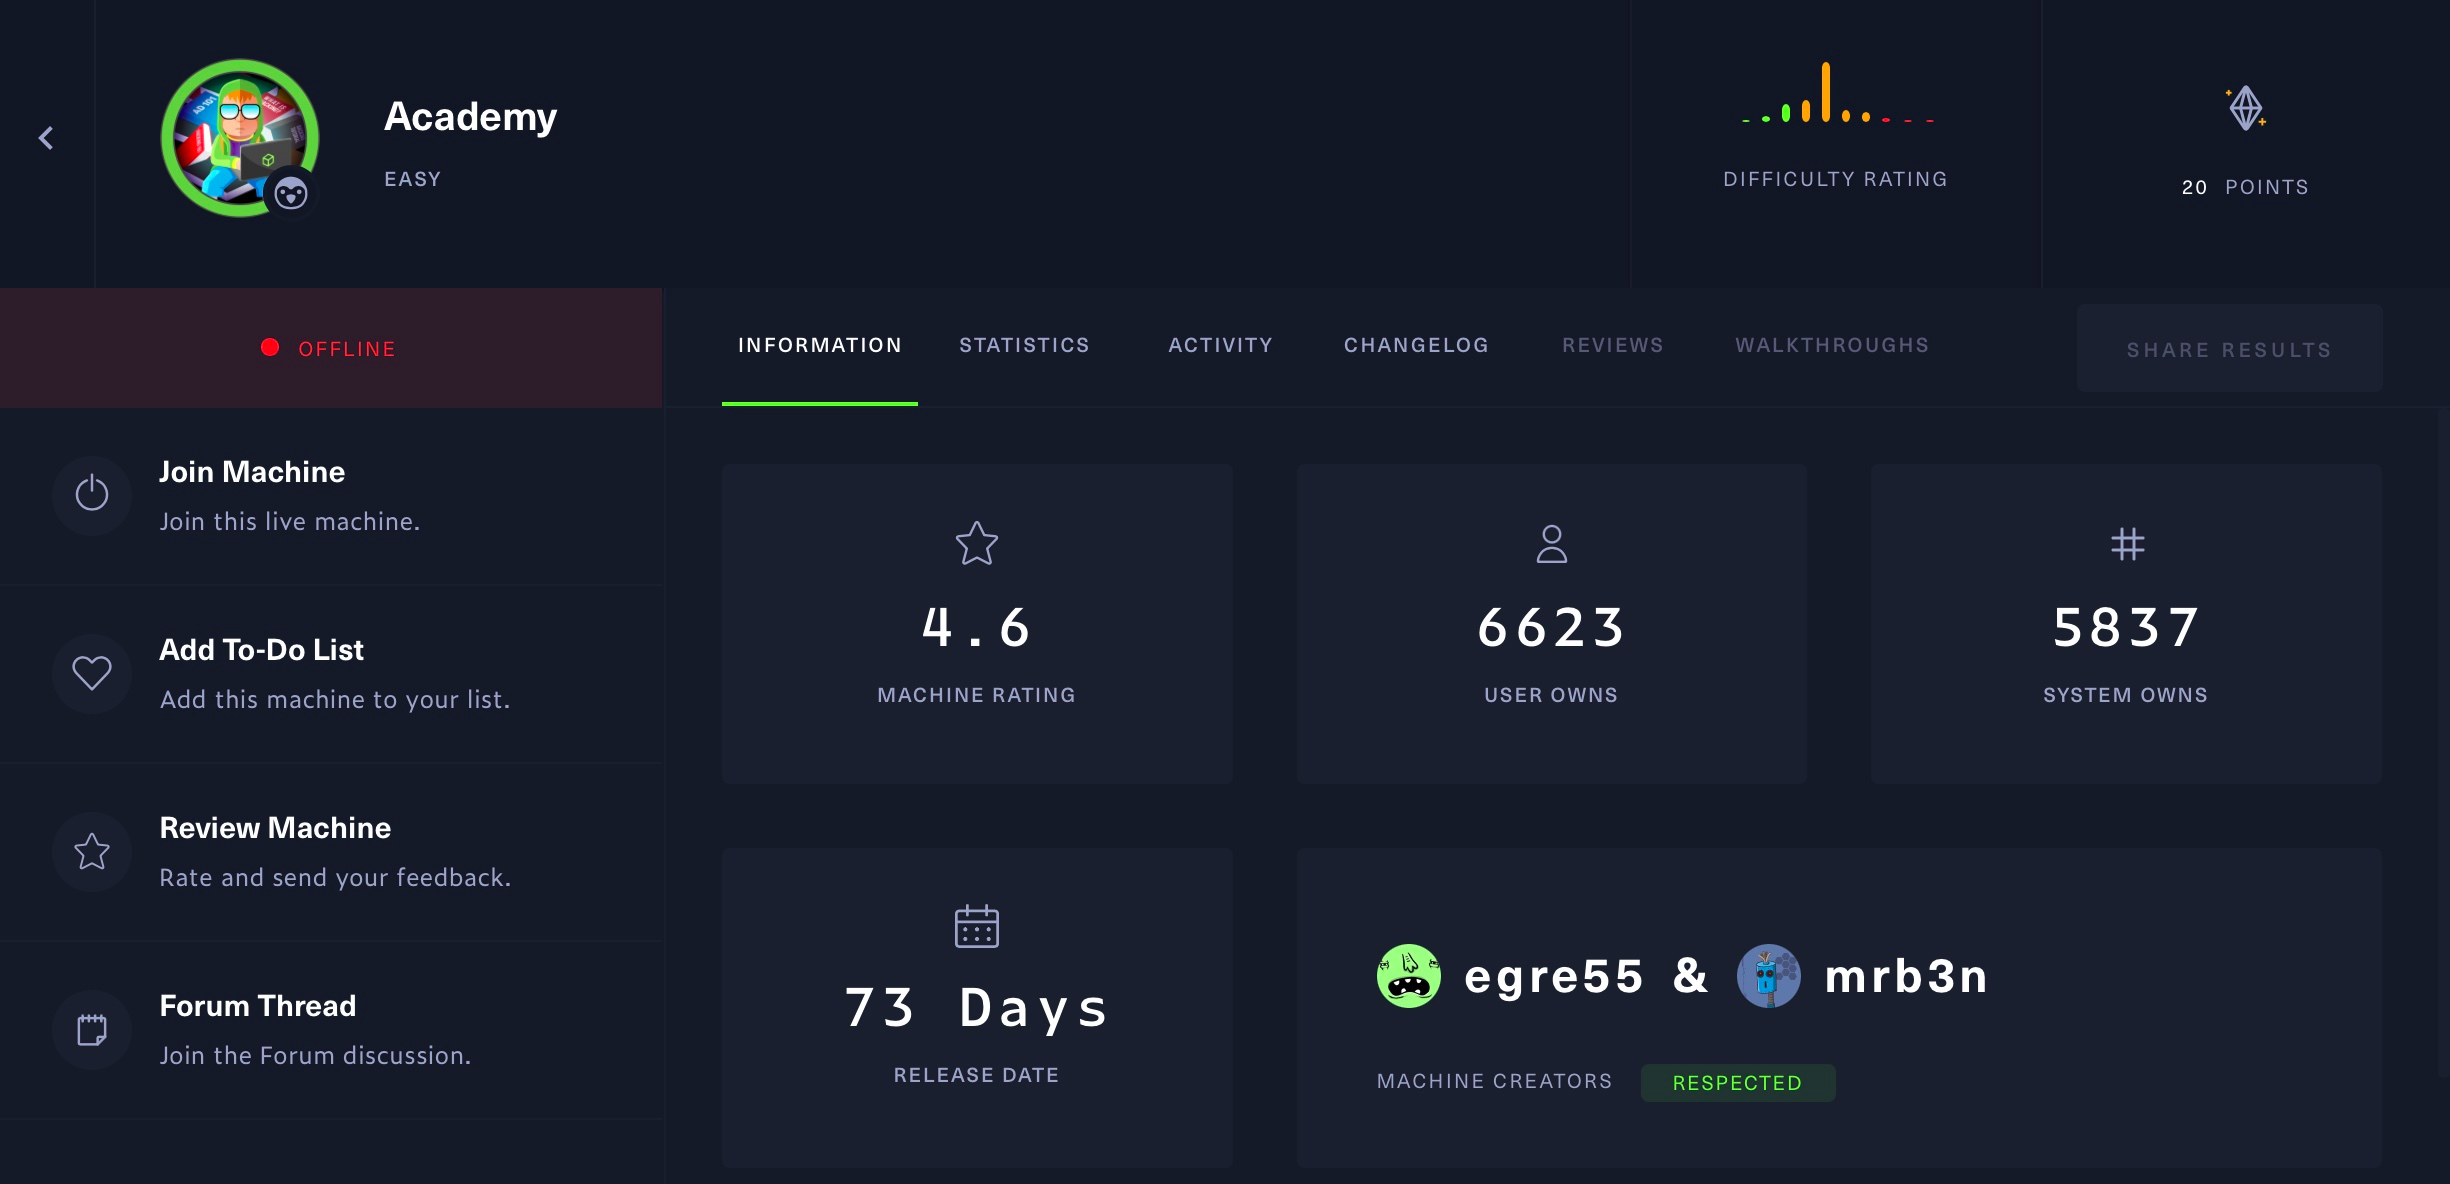 Academy
EASY
DIFFICULTY RATING
20 POINTS
OFFLINE
INFORMATION
STATISTICS
ACTIVITY
CHANGELOG
REVIEWS
WALKTHROUGHS
SHARE RESULTS
Join Machine
Join this live machine.
Add To-Do List
Add this machine to your list.
Review Machine
Rate and send your feedback.
Forum Thread
Join the Forum discussion.
4.6
MACHINE RATING
6623
USER OWNS
5837
SYSTEM OWNS
73 Days
RELEASE DATE
egre55 & mrb3n
MACHINE CREATORS
RESPECTED